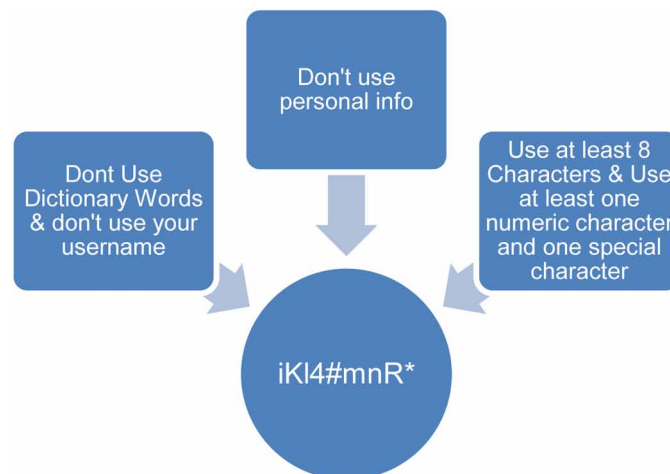 Don't use
personal info
Dont Use
Dictionary Words
& don't use your
username
Use at least 8
Characters & Use
at least one
numeric character
and one special
character
iKl4#mnR*